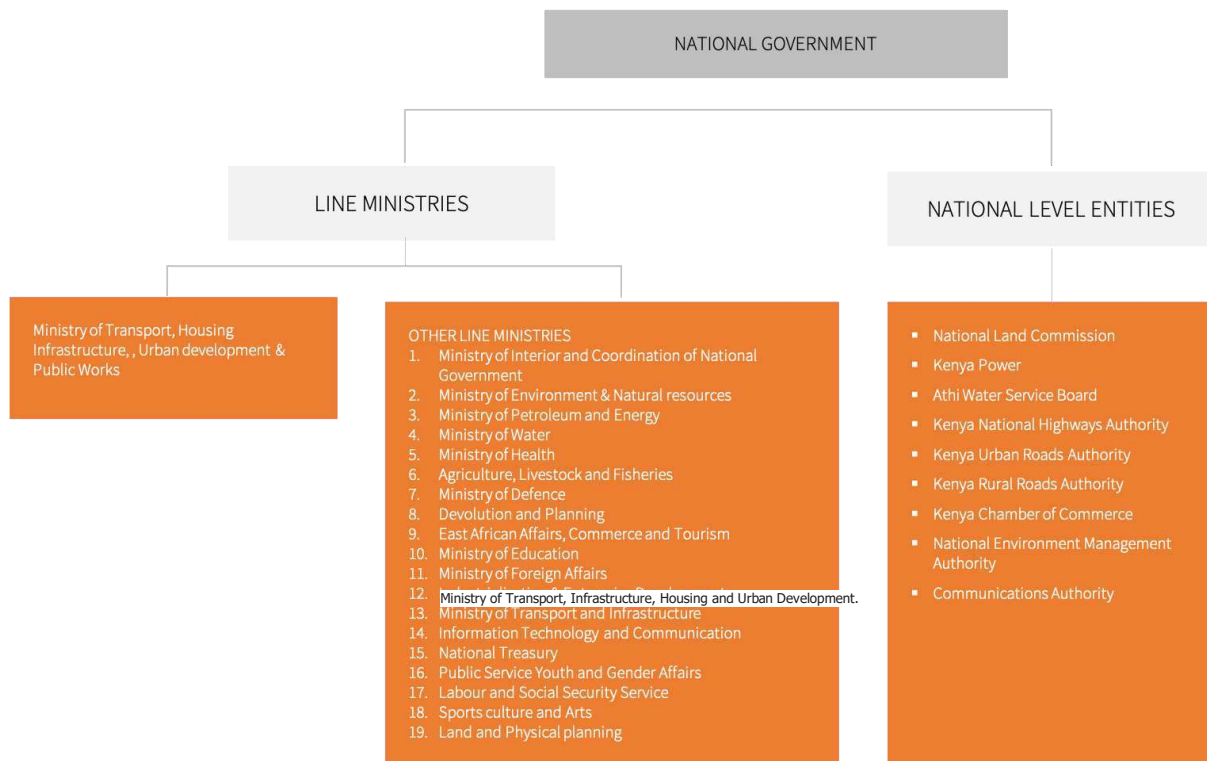 NATIONAL GOVERNMENT
LINE MINISTRIES
NATIONAL LEVEL ENTITIES
Ministry of Transport, Housing
Infrastructure, , Urban development &
Public Works
OTHER LINE MINISTRIES
1. Ministry of Interior and Coordination of National
Government
2. Ministry of Environment & Natural resources
3. Ministry of Petroleum and Energy
4. Ministry of Water
5. Ministry of Health
6. Agriculture, Livestock and Fisheries
7. Ministry of Defence
8. Devolution and Planning
9. East African Affairs, Commerce and Tourism
10. Ministry of Education
11. Ministry of Foreign Affairs
12.
Ministry of Transport, Infrastructure, Housing and Urban Development.
13. Ministry of Transport and Infrastructure
14. Information Technology and Communication
15. National Treasury
16. Public Service Youth and Gender Affairs
17. Labour and Social Security Service
18. Sports culture and Arts
19. Land and Physical planning
▪ National Land Commission
▪ Kenya Power
▪ Athi Water Service Board
▪ Kenya National Highways Authority
▪ Kenya Urban Roads Authority
▪ Kenya Rural Roads Authority
▪ Kenya Chamber of Commerce
▪ National Environment Management
Authority
▪ Communications Authority